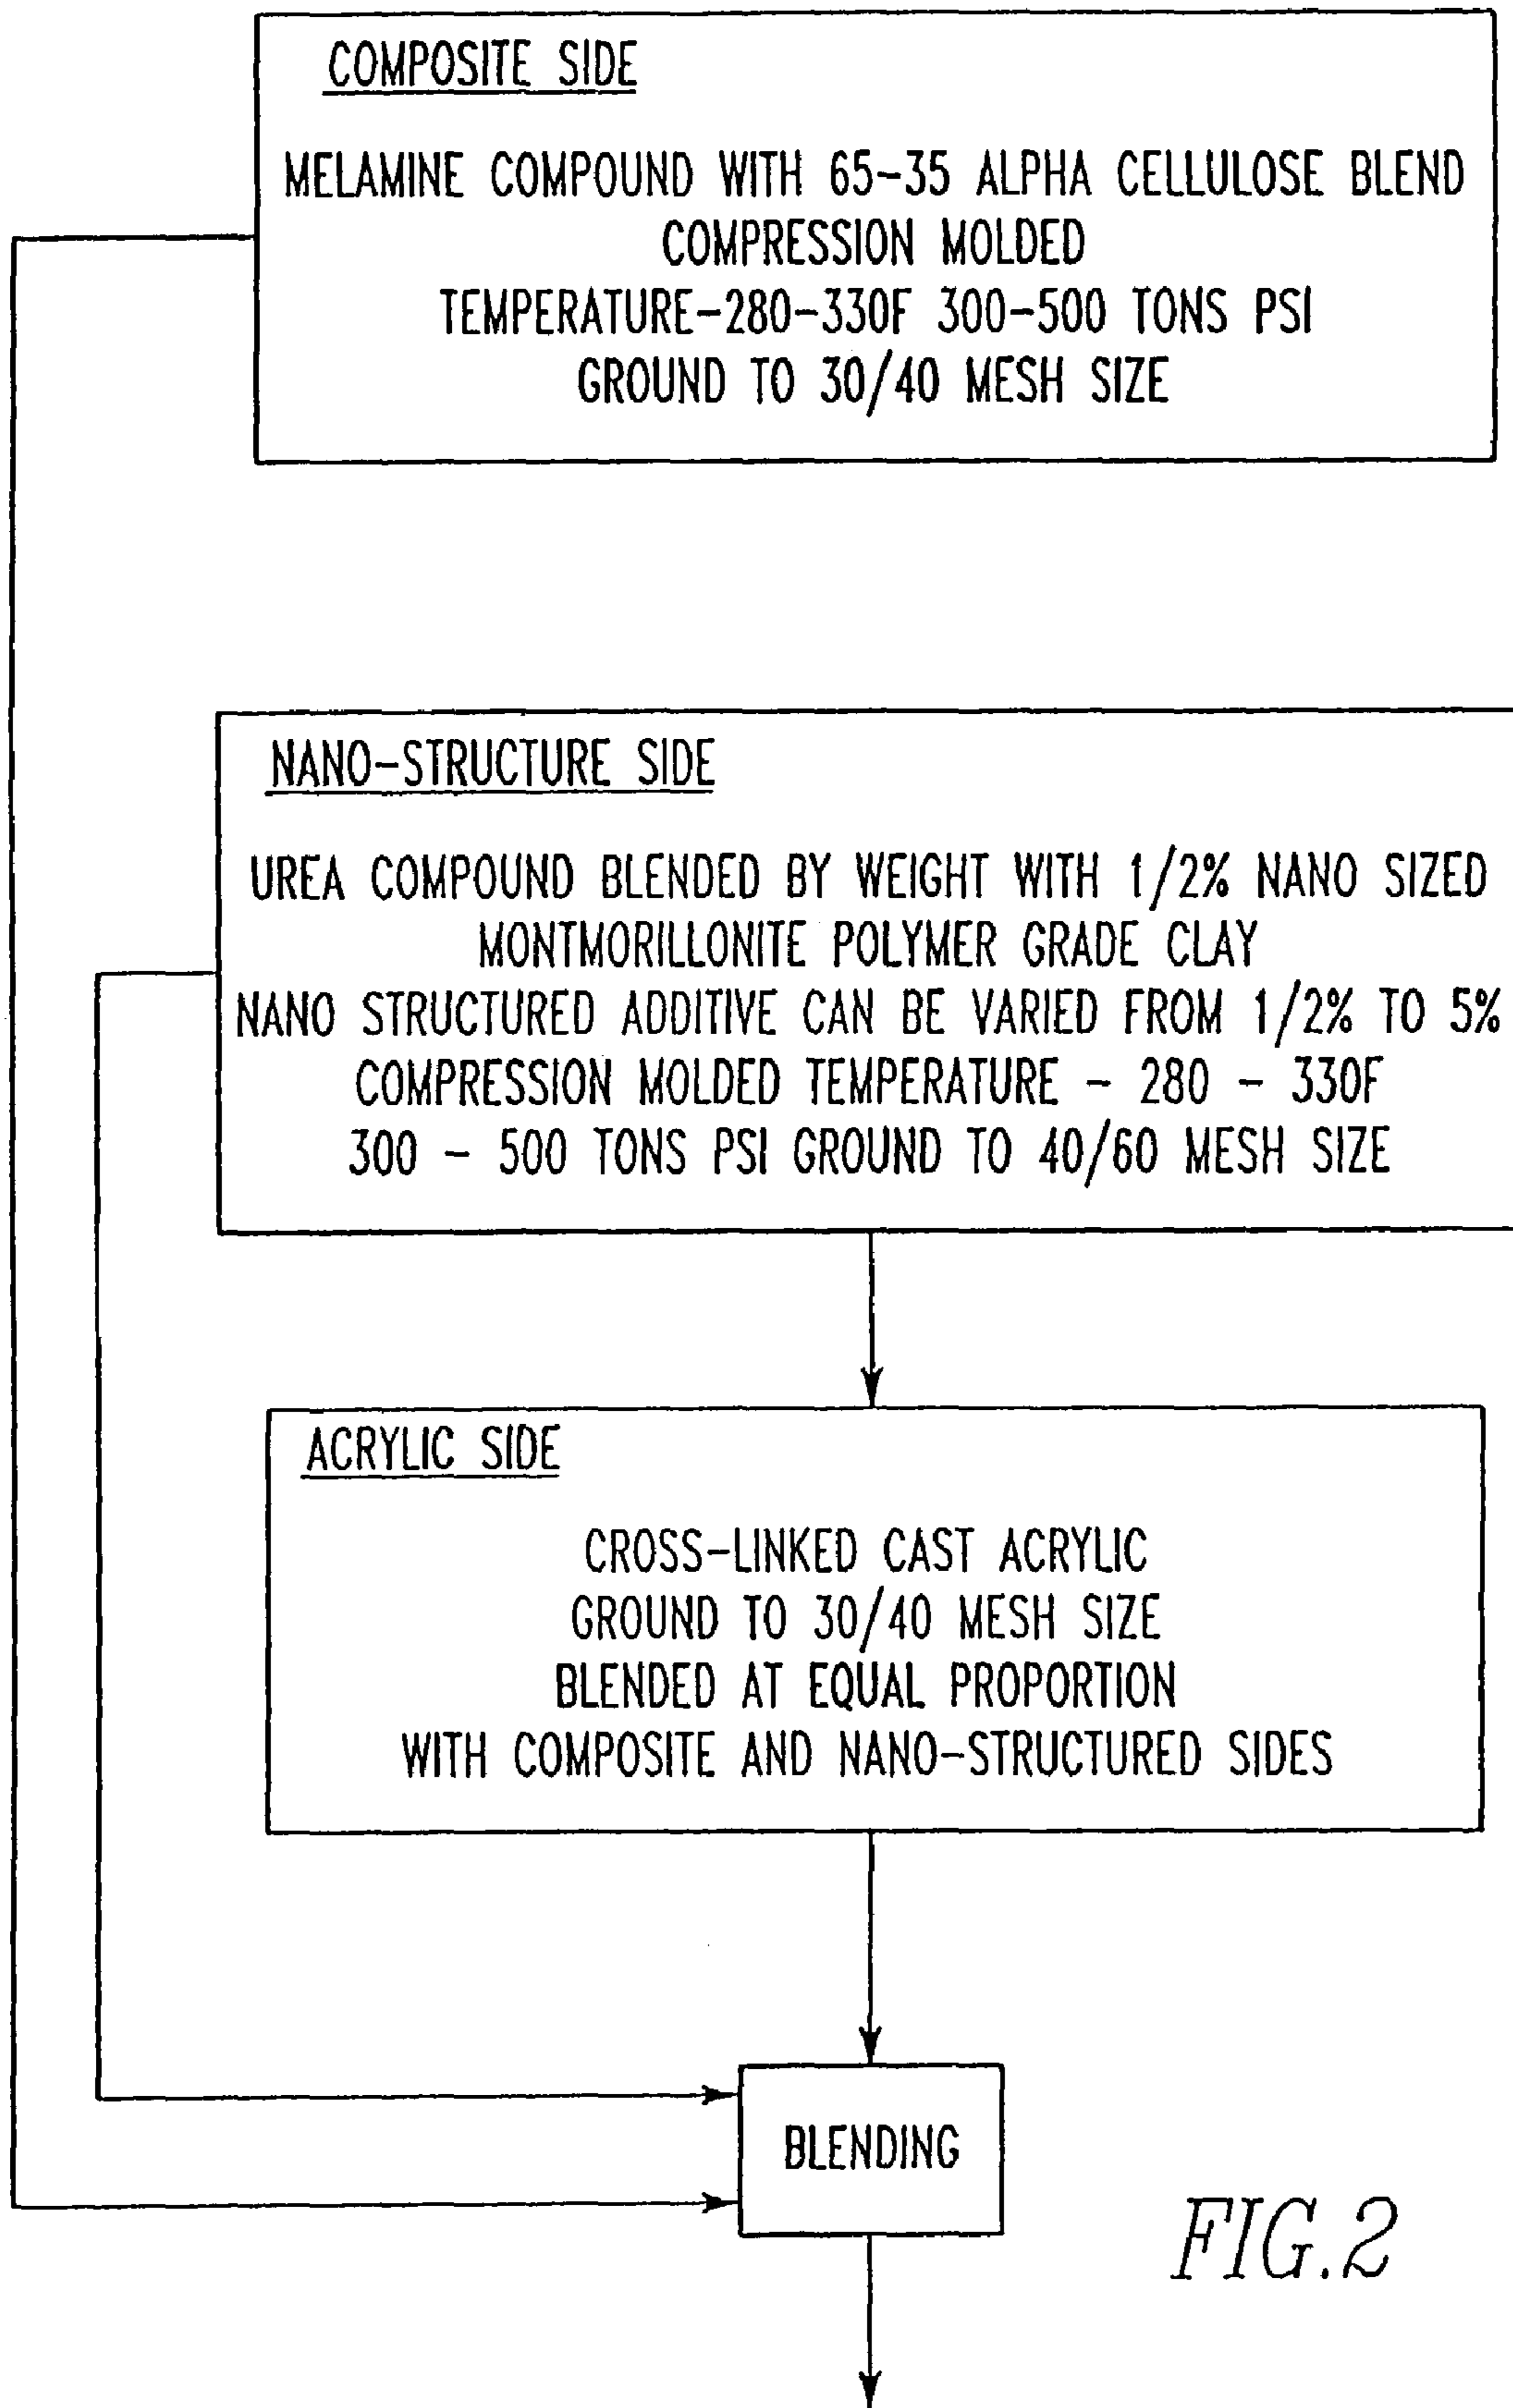 COMPOSITE SIDE
MELAMINE COMPOUND WITH 65-35 ALPHA CELLULOSE BLEND
COMPRESSION MOLDED
TEMPERATURE-280-330F 300-500 TONS PSI
GROUND TO 30/40 MESH SIZE
NANO-STRUCTURE SIDE
UREA COMPOUND BLENDED BY WEIGHT WITH 1/2% NANO SIZED
MONTMORILLONITE POLYMER GRADE CLAY
NANO STRUCTURED ADDITIVE CAN BE VARIED FROM 1/2% TO 5%
COMPRESSION MOLDED TEMPERATURE - 280 - 330F
300 - 500 TONS PSI GROUND TO 40/60 MESH SIZE
ACRYLIC SIDE
CROSS-LINKED CAST ACRYLIC
GROUND TO 30/40 MESH SIZE
BLENDED AT EQUAL PROPORTION
WITH COMPOSITE AND NANO-STRUCTURED SIDES
BLENDING
FIG.2